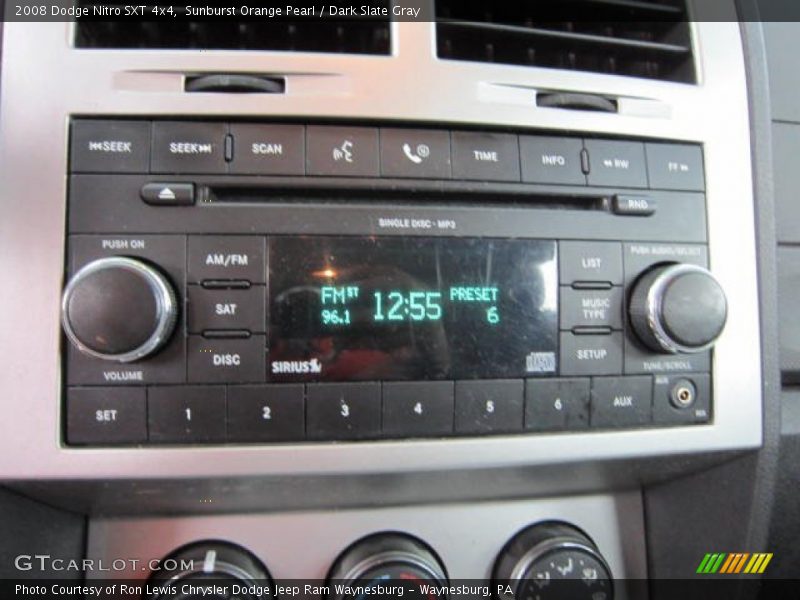 2008 Dodge Nitro SXT 4x4, Sunburst Orange Pearl / Dark Slate Gray
SEEK SEEK SCAN TIME INFO RW FF
RND
SINGLE DISC - MP3
PUSH ON AM/FM LIST PUSH AUDIO/SELECT
SAT MUSIC
TYPE
DISC SETUP
FM ST 12:55 PRESET
96.1 6
SIRIUS
VOLUME TUNE/SCROLL
SET 1 2 3 4 5 6 AUX
GTCARLOT.COM
Photo Courtesy of Ron Lewis Chrysler Dodge Jeep Ram Waynesburg - Waynesburg, PA